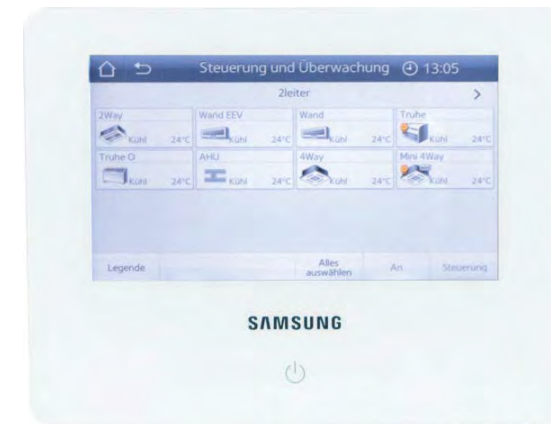 Steuerung und Überwachung 13:05
2leiter >
2Way Wand EEV Wand Truhe
Kühl 24°C Kühl 24°C Kühl 24°C Kühl 24°C
Truhe O AHU 4Way Mini 4Way
Kühl 24°C Kühl 24°C Kühl 24°C Kühl 24°C
Legende Alles auswählen An Steuerung
SAMSUNG